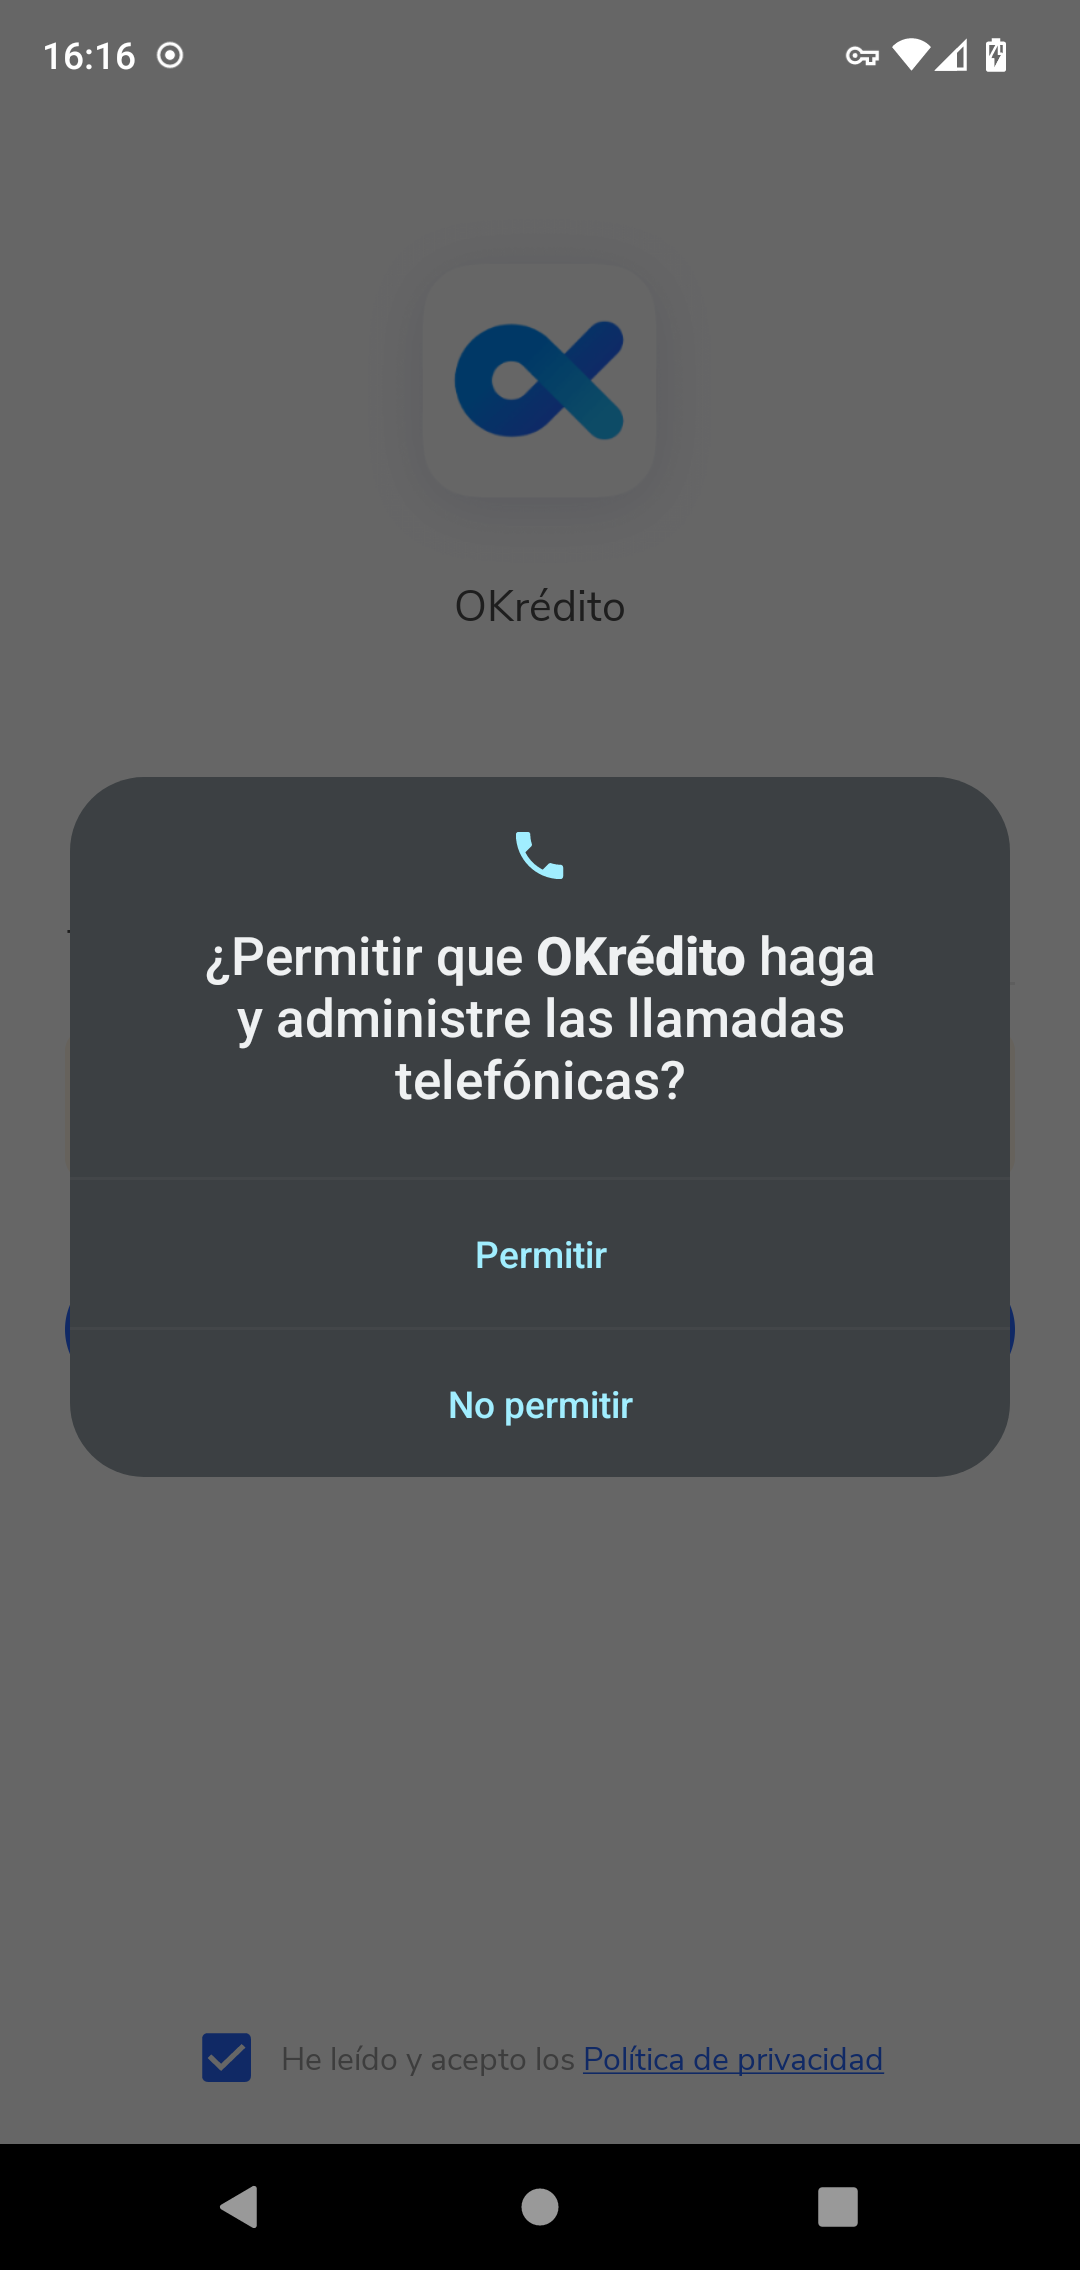 16:16
OKrédito
¿Permitir que OKrédito haga
y administre las llamadas
telefónicas?
Permitir
No permitir
He leído y acepto los Política de privacidad